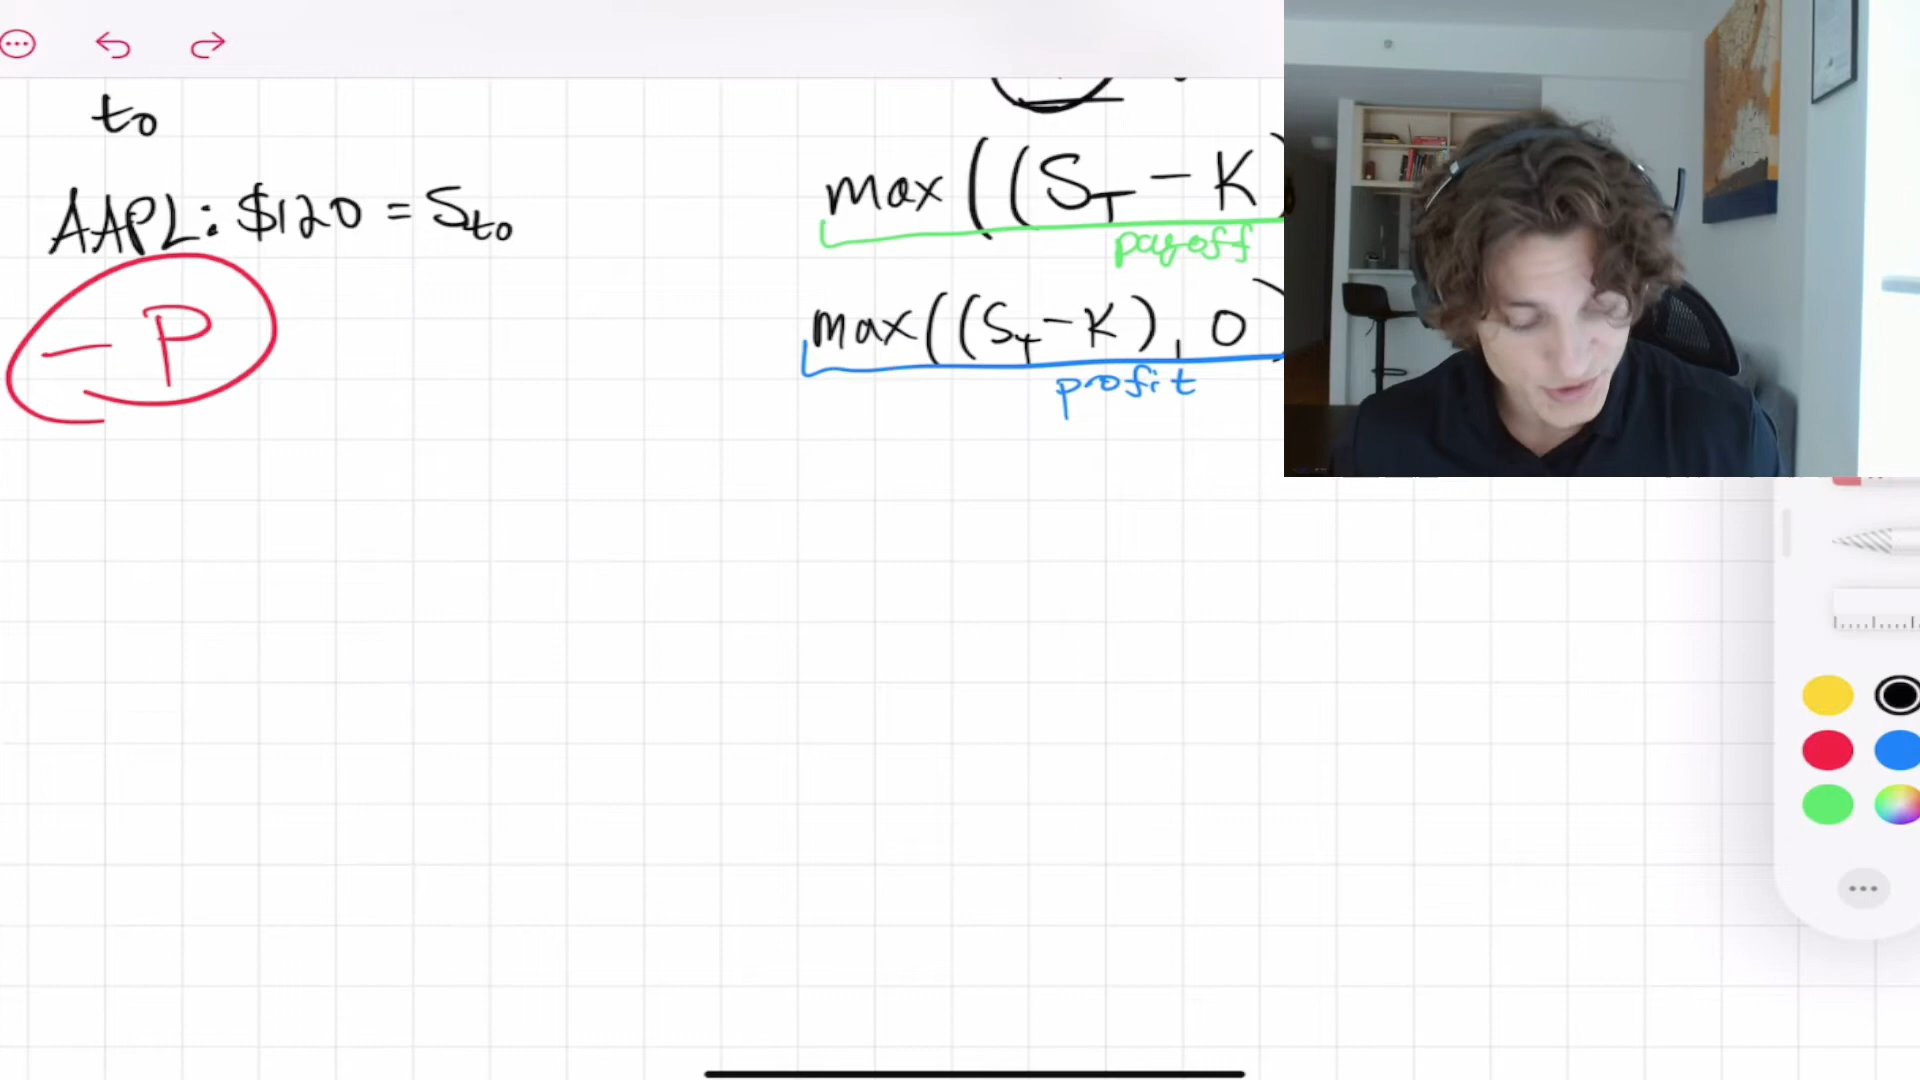 t₀
AAPL: $120 = S_t₀
max((S_T - K)
payoff
- P
max((S_T - K), 0)
profit